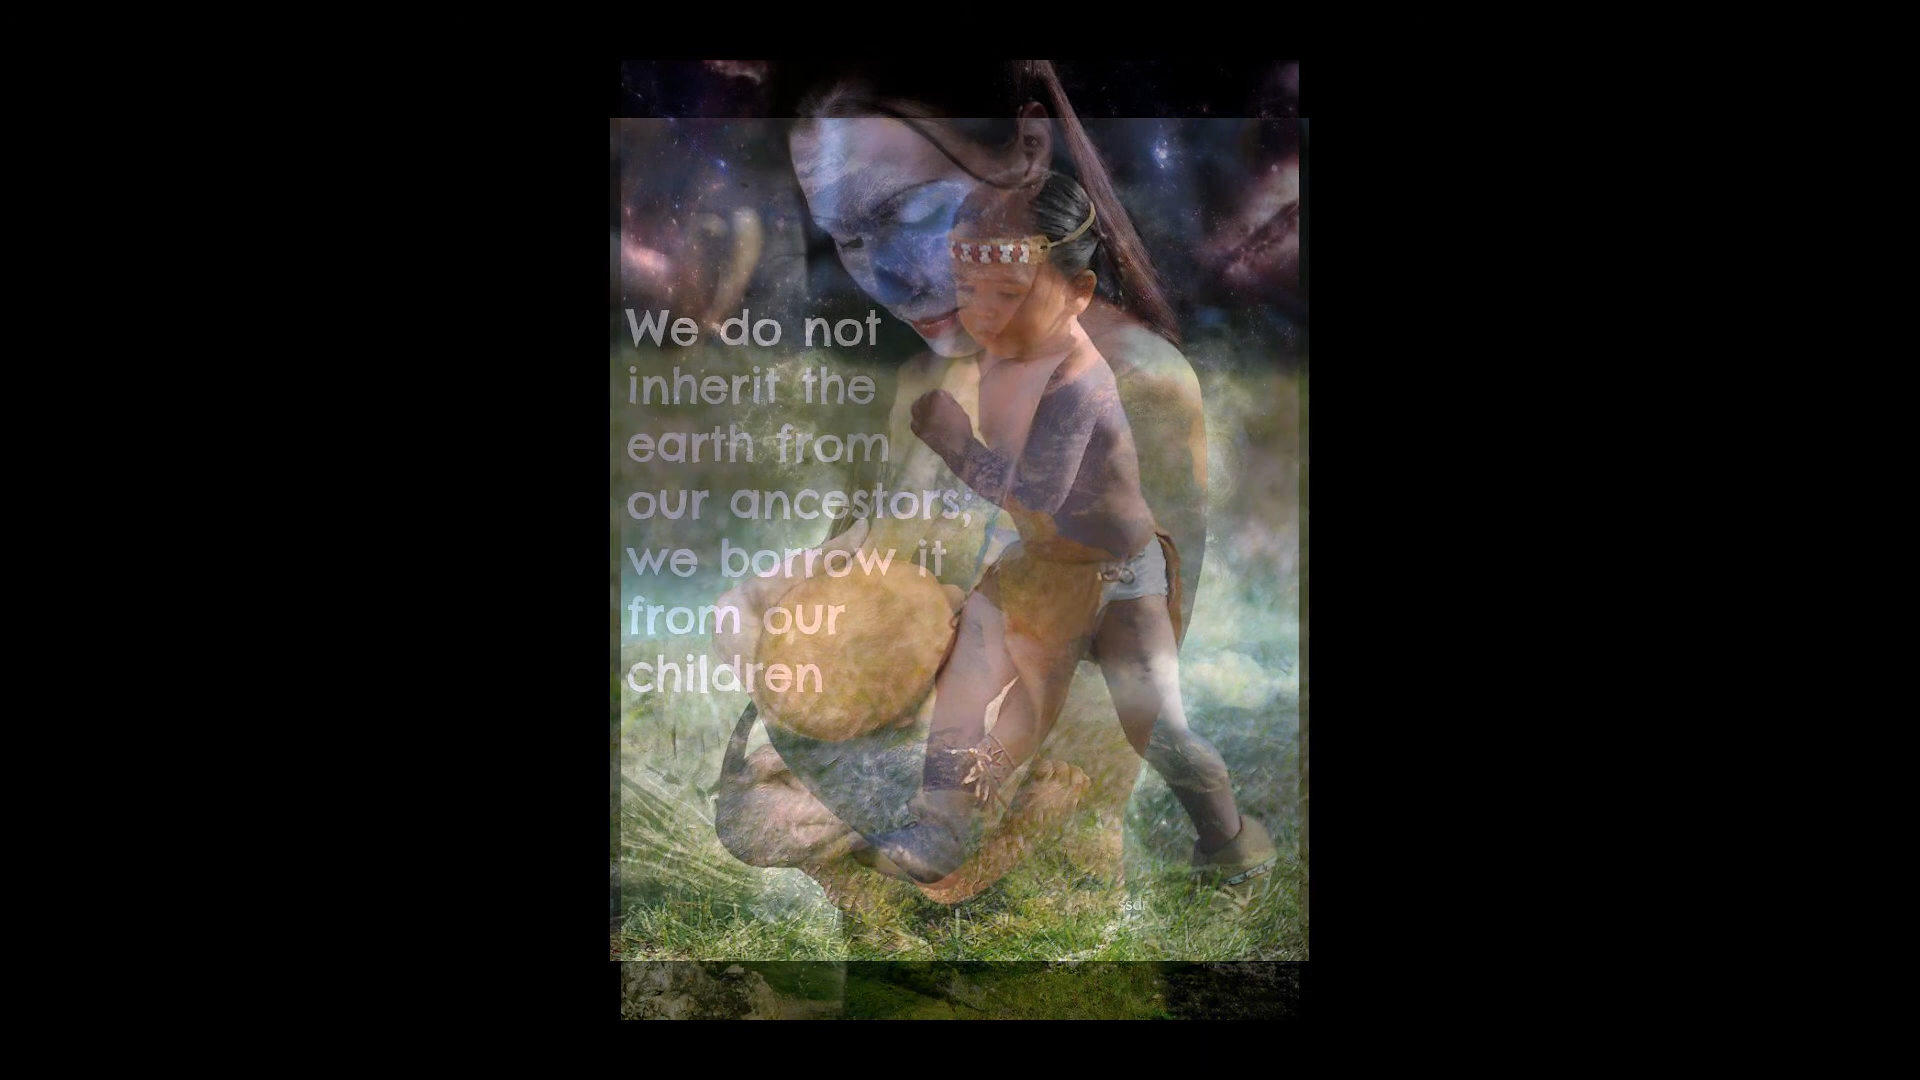 We do not
inherit the
earth from
our ancestors;
we borrow it
from our
children